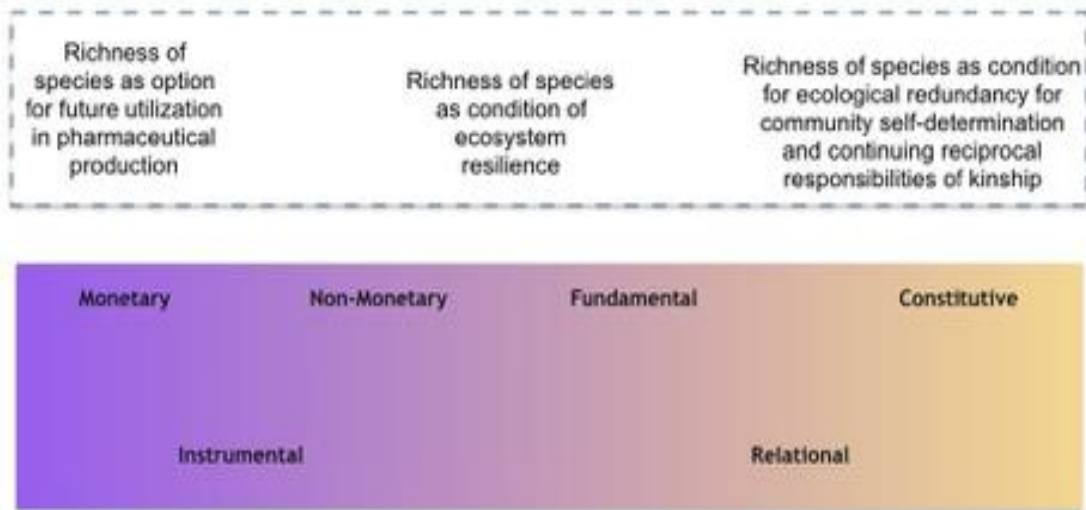 Richness of
species as option
for future utilization
in pharmaceutical
production
Richness of species
as condition of
ecosystem
resilience
Richness of species as condition
for ecological redundancy for
community self-determination
and continuing reciprocal
responsibilities of kinship
Monetary
Non-Monetary
Fundamental
Constitutive
Instrumental
Relational